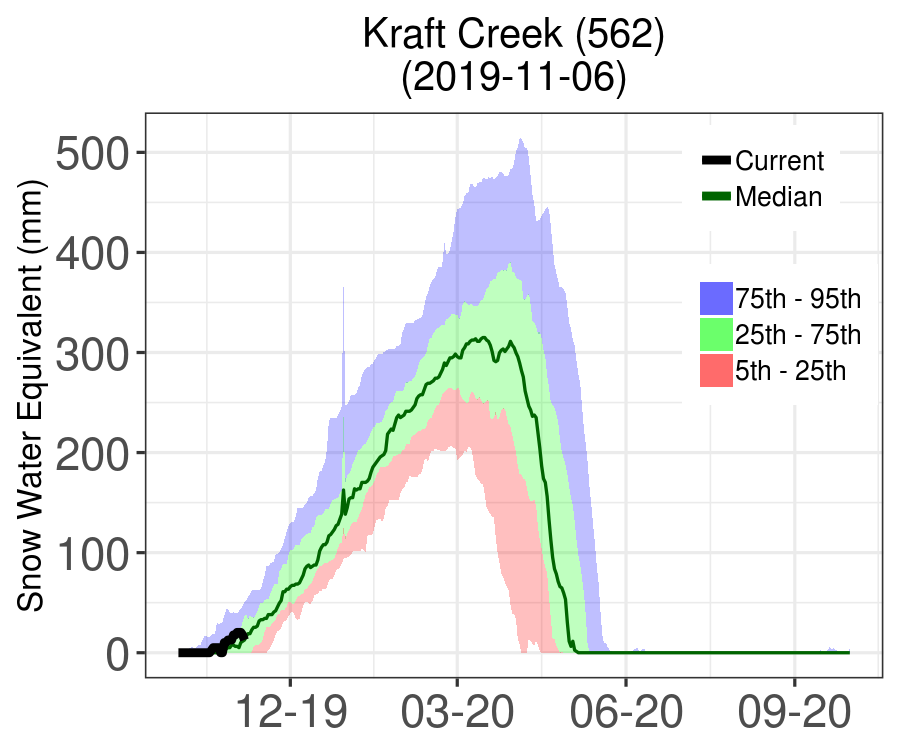 Kraft Creek (562)
(2019-11-06)
Snow Water Equivalent (mm)
500
400
300
200
100
0
12-19
03-20
06-20
09-20
Current
Median
75th - 95th
25th - 75th
5th - 25th